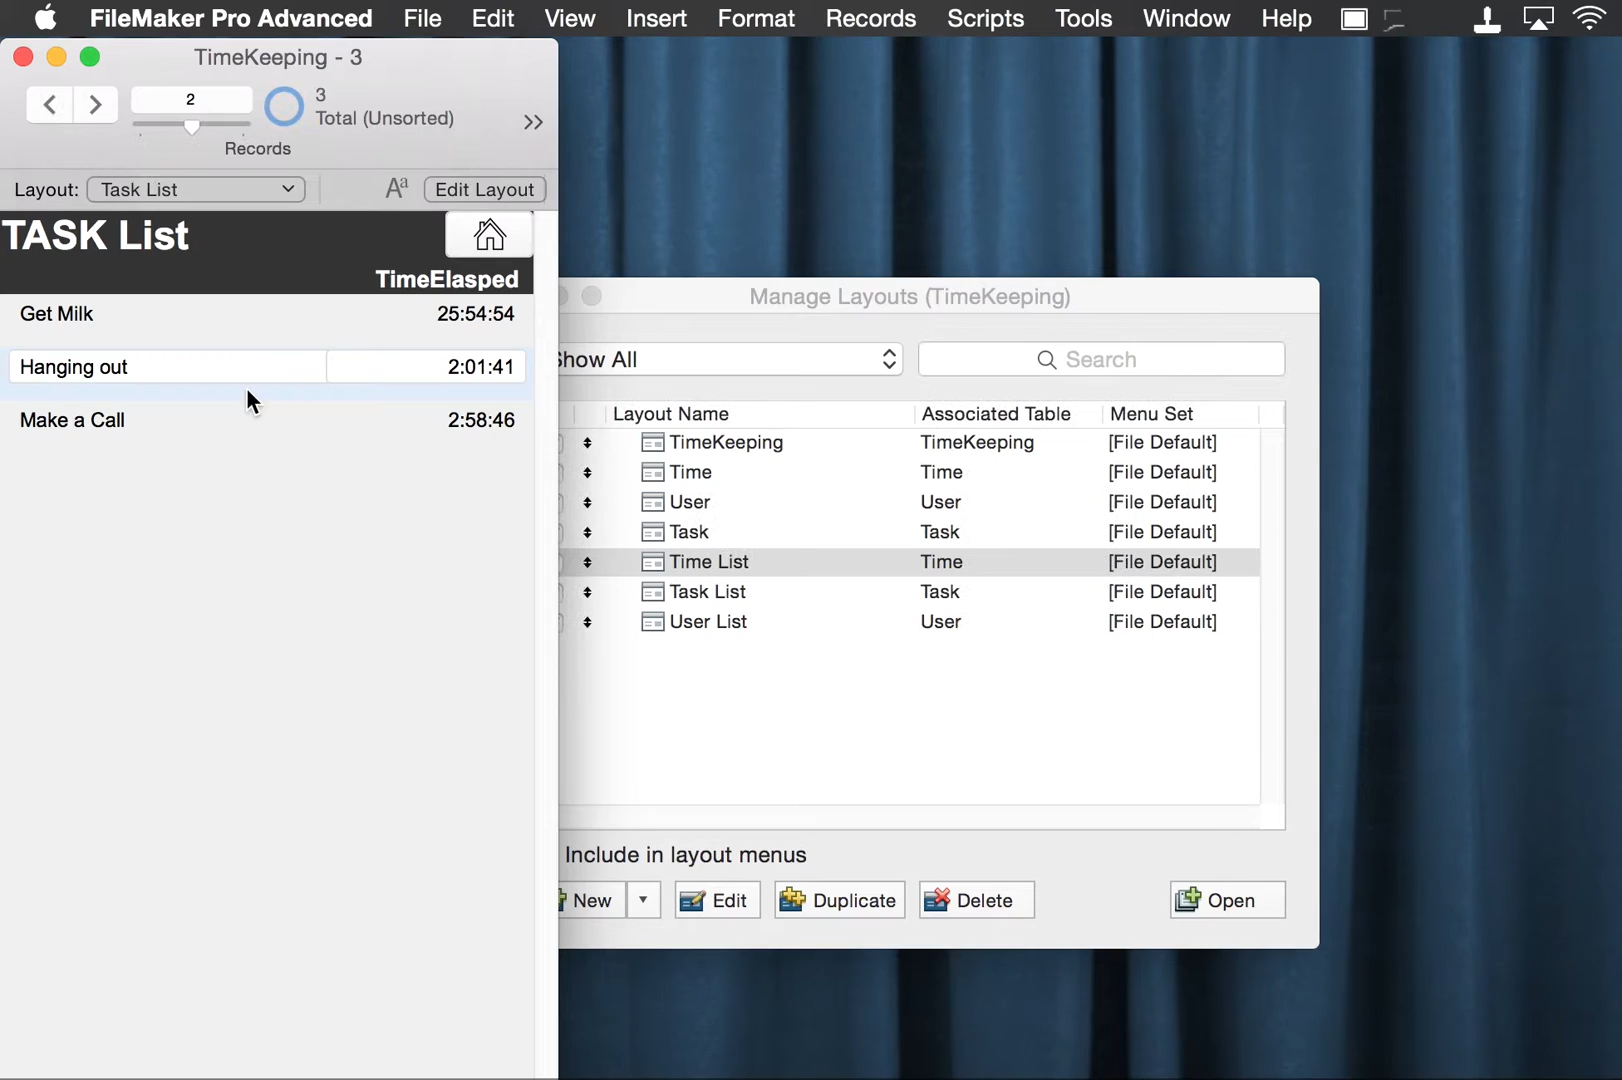 FileMaker Pro Advanced File Edit View Insert Format Records Scripts Tools Window Help
TimeKeeping - 3
2
3
Total (Unsorted)
Records
Layout: Task List Aa Edit Layout
TASK List
TimeElasped
Get Milk 25:54:54
Hanging out 2:01:41
Make a Call 2:58:46
Manage Layouts (TimeKeeping)
Show All Search
Layout Name Associated Table Menu Set
TimeKeeping TimeKeeping [File Default]
Time Time [File Default]
User User [File Default]
Task Task [File Default]
Time List Time [File Default]
Task List Task [File Default]
User List User [File Default]
Include in layout menus
New Edit Duplicate Delete Open